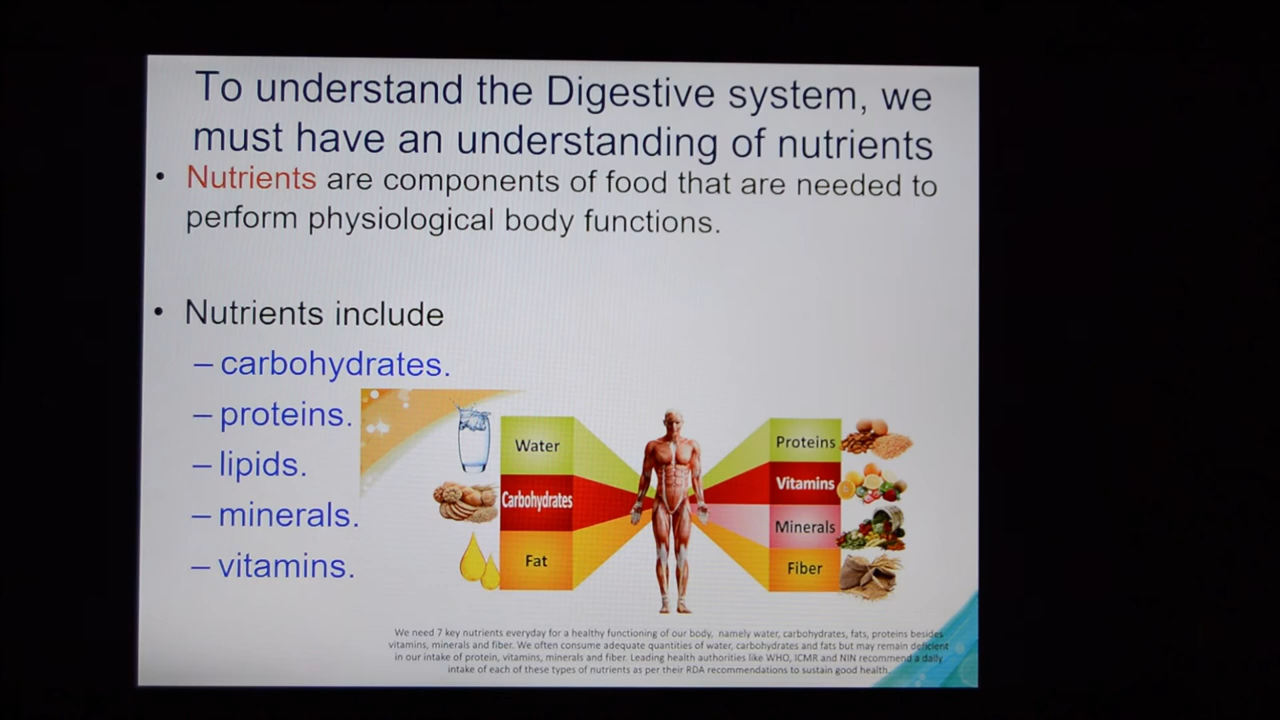 To understand the Digestive system, we
must have an understanding of nutrients
• Nutrients are components of food that are needed to
perform physiological body functions.
• Nutrients include
– carbohydrates.
– proteins.
– lipids.
– minerals.
– vitamins.
Water
Carbohydrates
Fat
Proteins
Vitamins
Minerals
Fiber
We need 7 key nutrients everyday for a healthy functioning of our body, namely water, carbohydrates, fats, proteins besides
vitamins, minerals and fiber. We often consume adequate quantities of water, carbohydrates and fats but may remain deficient
in our intake of protein, vitamins, minerals and fiber. Leading health authorities like WHO, ICMR and NIN recommend a daily
intake of each of these types of nutrients as per their RDA recommendations to sustain good health.